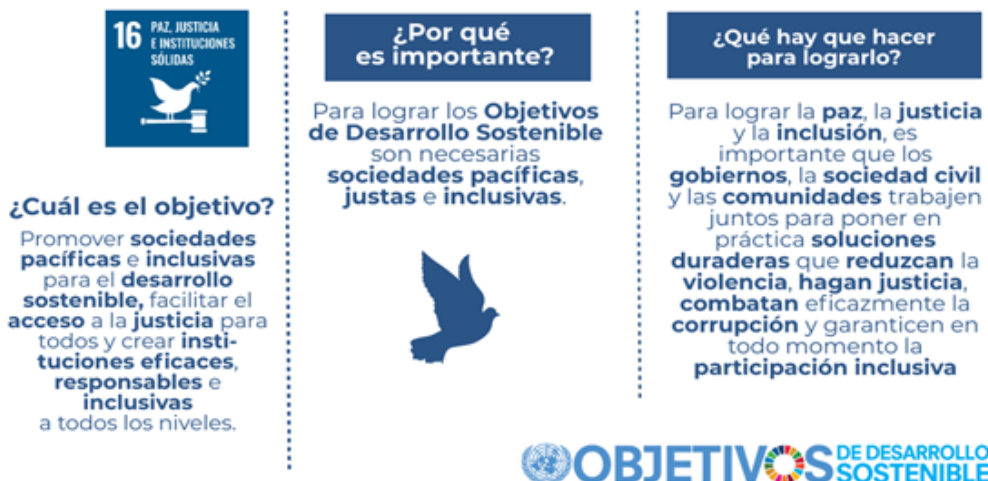 16 PAZ, JUSTICIA
E INSTITUCIONES
SÓLIDAS
¿Cuál es el objetivo?
Promover sociedades
pacíficas e inclusivas
para el desarrollo
sostenible, facilitar el
acceso a la justicia para
todos y crear insti-
tuciones eficaces,
responsables e
inclusivas
a todos los niveles.
¿Por qué
es importante?
Para lograr los Objetivos
de Desarrollo Sostenible
son necesarias
sociedades pacíficas,
justas e inclusivas.
¿Qué hay que hacer
para lograrlo?
Para lograr la paz, la justicia
y la inclusión, es
importante que los
gobiernos, la sociedad civil
y las comunidades trabajen
juntos para poner en
práctica soluciones
duraderas que reduzcan la
violencia, hagan justicia,
combatan eficazmente la
corrupción y garanticen en
todo momento la
participación inclusiva
OBJETIVOS DE DESARROLLO
SOSTENIBLE